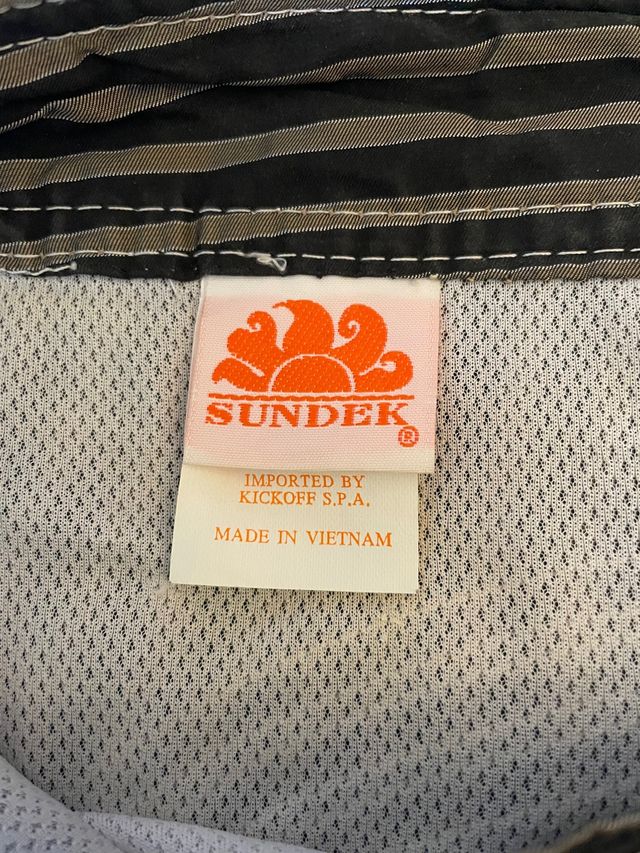 SUNDEK
®
IMPORTED BY
KICKOFF S.P.A.
MADE IN VIETNAM